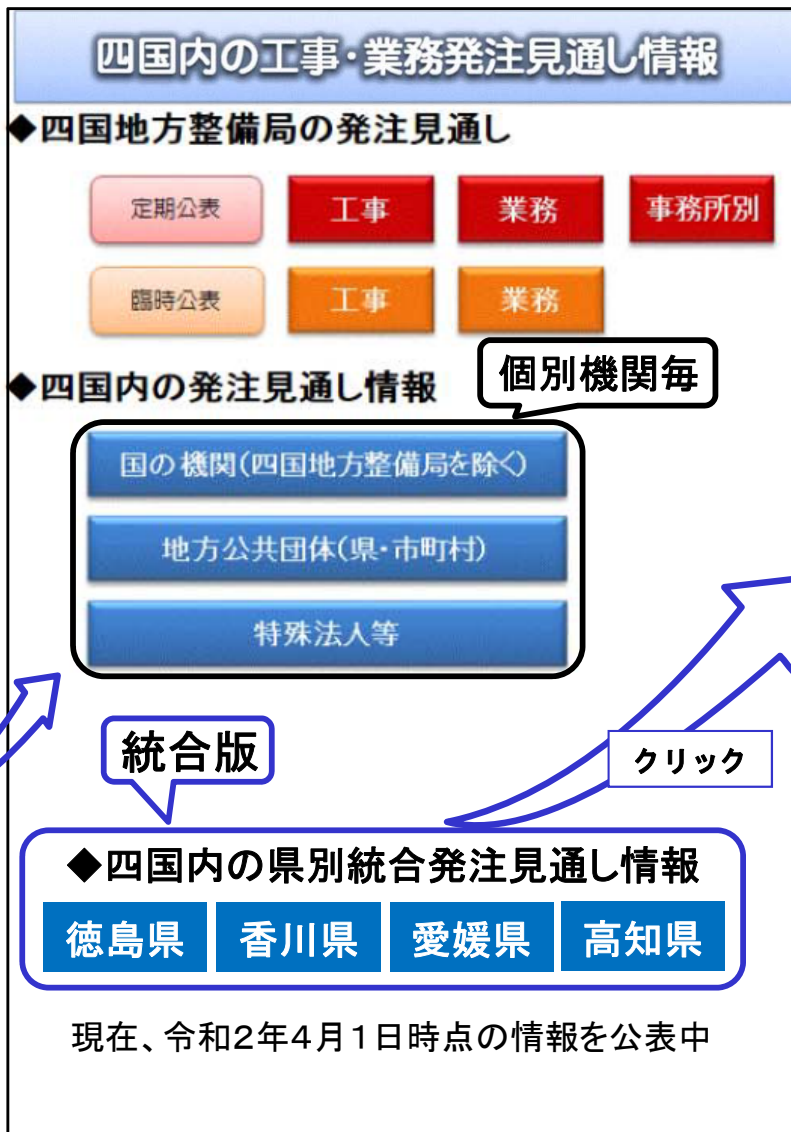 四国内の工事・業務発注見通し情報
◆四国地方整備局の発注見通し
定期公表 工事 業務 事務所別
臨時公表 工事 業務
個別機関毎
◆四国内の発注見通し情報
国の機関(四国地方整備局を除く)
地方公共団体(県・市町村)
特殊法人等
統合版
クリック
◆四国内の県別統合発注見通し情報
徳島県 香川県 愛媛県 高知県
現在、令和2年4月1日時点の情報を公表中